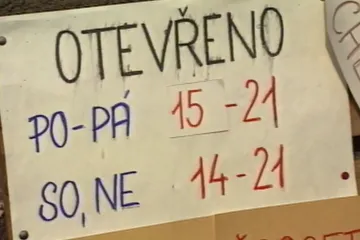 OTEVŘENO
PO-PÁ 15-21
SO, NE 14-21